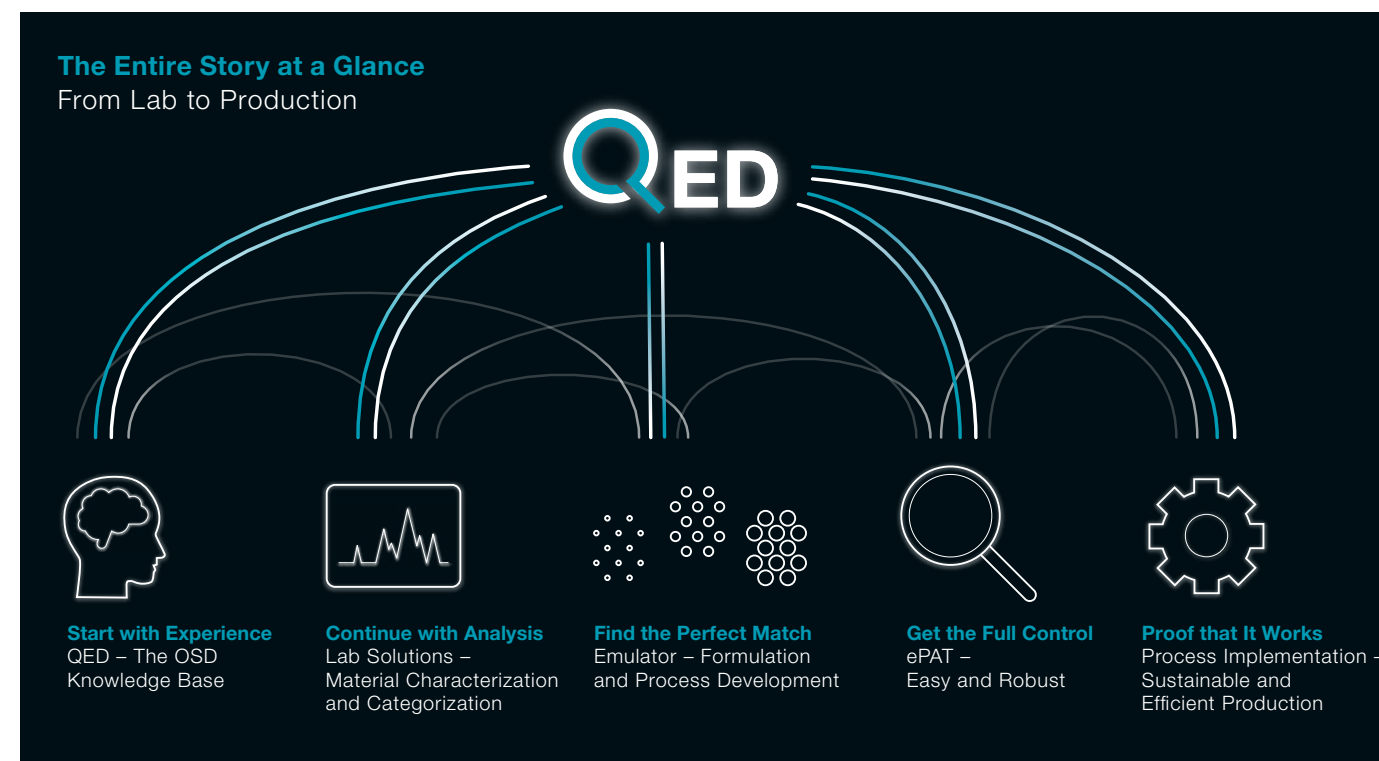 The Entire Story at a Glance
From Lab to Production
QED
Start with Experience
QED – The OSD
Knowledge Base
Continue with Analysis
Lab Solutions –
Material Characterization
and Categorization
Find the Perfect Match
Emulator – Formulation
and Process Development
Get the Full Control
ePAT –
Easy and Robust
Proof that It Works
Process Implementation –
Sustainable and
Efficient Production